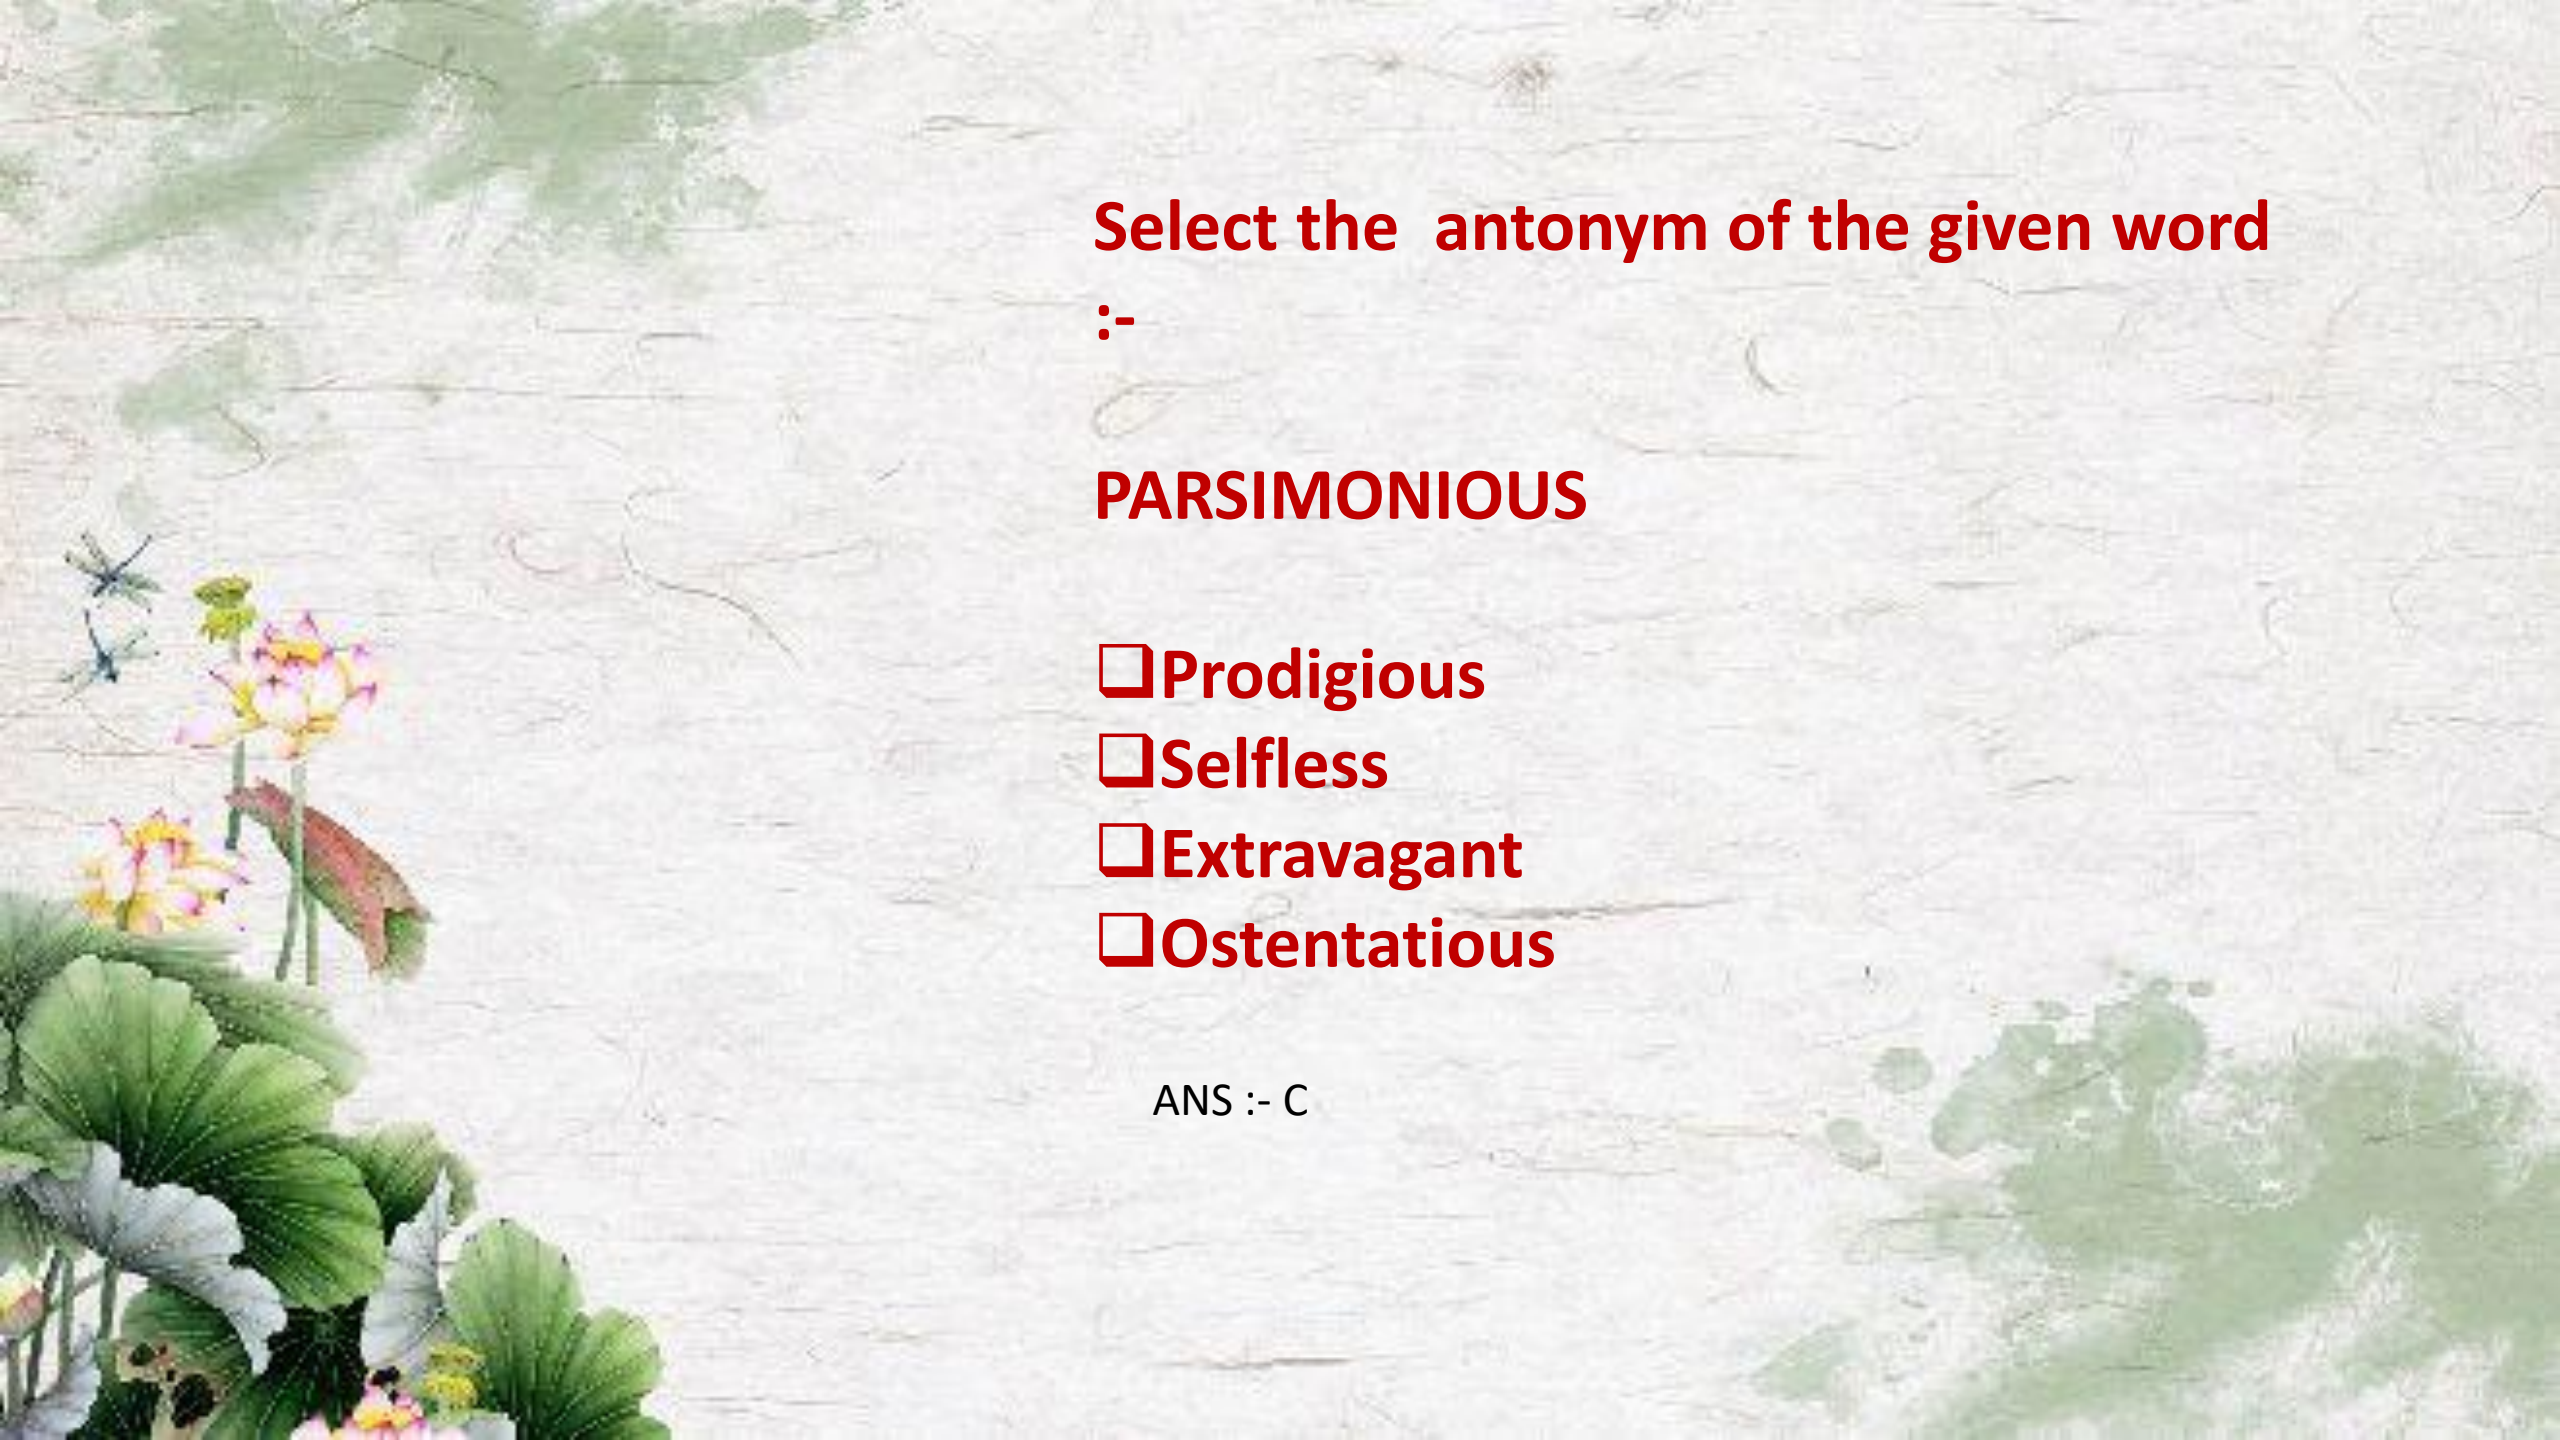 Select the  antonym of the given word
:-
PARSIMONIOUS
❑Prodigious
❑Selfless
❑Extravagant
❑Ostentatious
ANS :- C